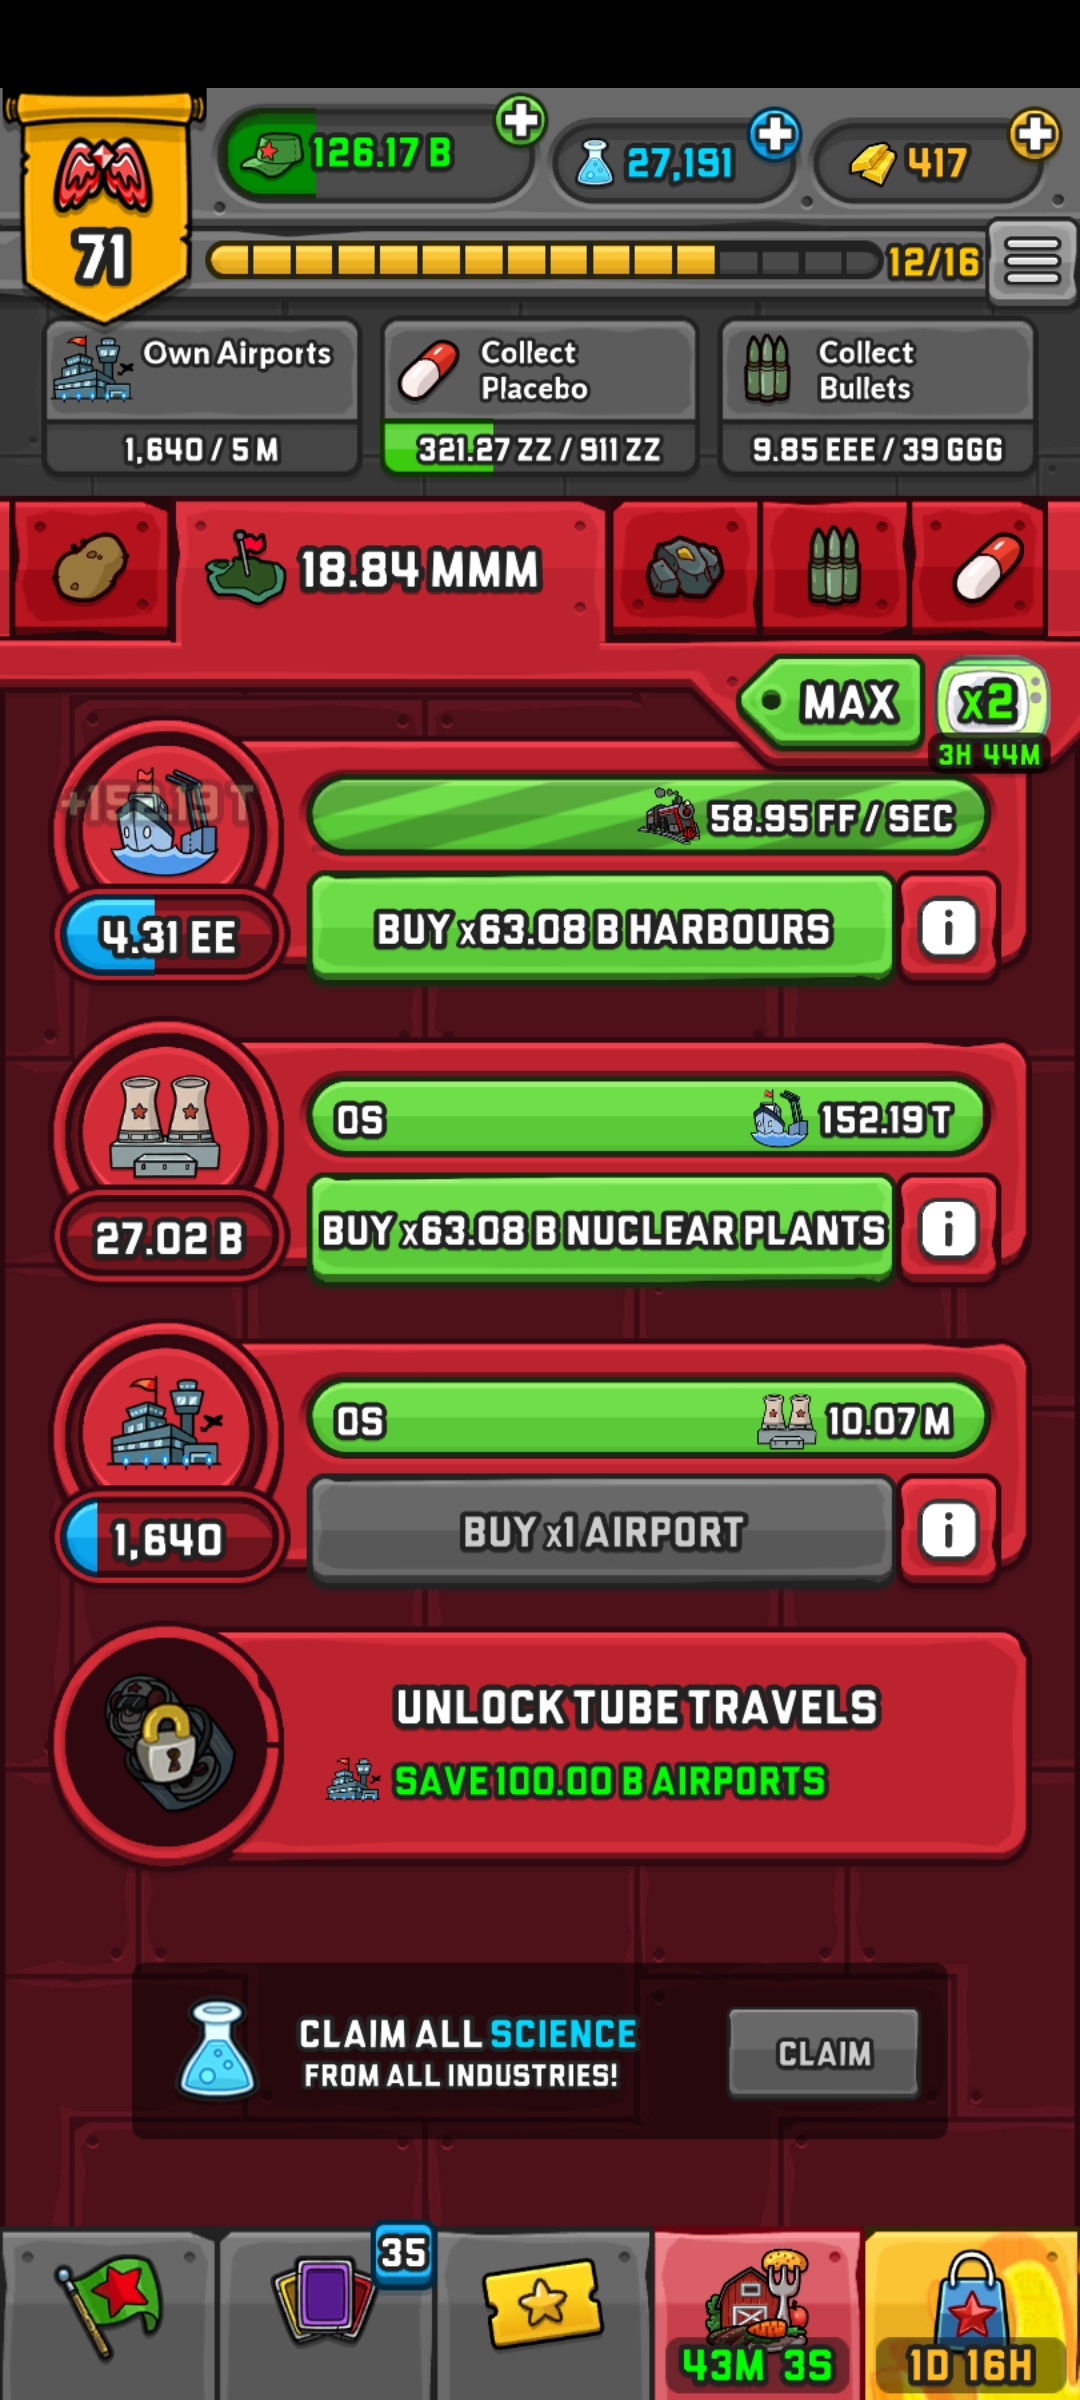 126.17 B
27,191
417
71
12/16
Own Airports
1,640 / 5 M
Collect
Placebo
321.27 ZZ / 911 ZZ
Collect
Bullets
9.85 EEE / 39 GGG
18.84 MMM
MAX
x2
3H 44M
+152.19 T
58.95 FF / SEC
4.31 EE
BUY x63.08 B HARBOURS
i
0S
152.19 T
27.02 B
BUY x63.08 B NUCLEAR PLANTS
i
0S
10.07 M
1,640
BUY x1 AIRPORT
i
UNLOCK TUBE TRAVELS
SAVE 100.00 B AIRPORTS
CLAIM ALL SCIENCE
FROM ALL INDUSTRIES!
CLAIM
35
43M 3S
1D 16H